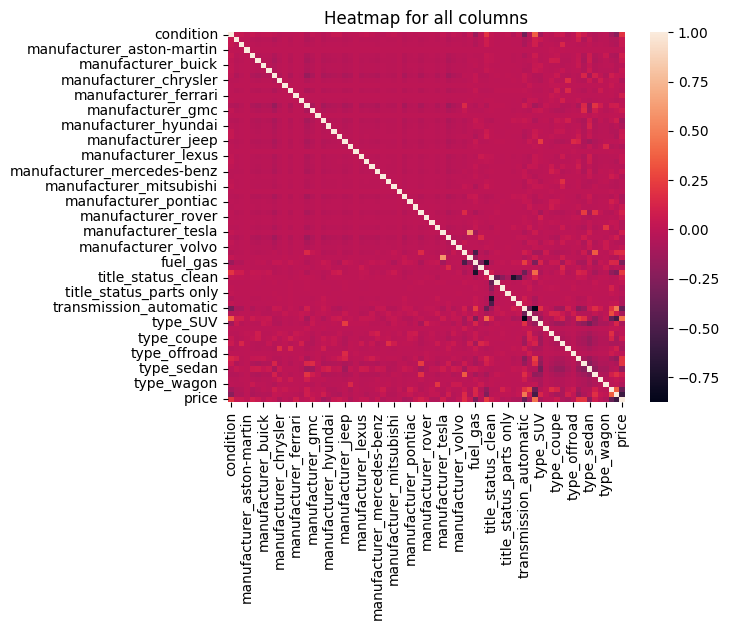 Heatmap for all columns
condition
manufacturer_aston-martin
manufacturer_buick
manufacturer_chrysler
manufacturer_ferrari
manufacturer_gmc
manufacturer_hyundai
manufacturer_jeep
manufacturer_lexus
manufacturer_mercedes-benz
manufacturer_mitsubishi
manufacturer_pontiac
manufacturer_rover
manufacturer_tesla
manufacturer_volvo
fuel_gas
title_status_clean
title_status_parts only
transmission_automatic
type_SUV
type_coupe
type_offroad
type_sedan
type_wagon
price
condition
manufacturer_aston-martin
manufacturer_buick
manufacturer_chrysler
manufacturer_ferrari
manufacturer_gmc
manufacturer_hyundai
manufacturer_jeep
manufacturer_lexus
manufacturer_mercedes-benz
manufacturer_mitsubishi
manufacturer_pontiac
manufacturer_rover
manufacturer_tesla
manufacturer_volvo
fuel_gas
title_status_clean
title_status_parts only
transmission_automatic
type_SUV
type_coupe
type_offroad
type_sedan
type_wagon
price
1.00
0.75
0.50
0.25
0.00
−0.25
−0.50
−0.75